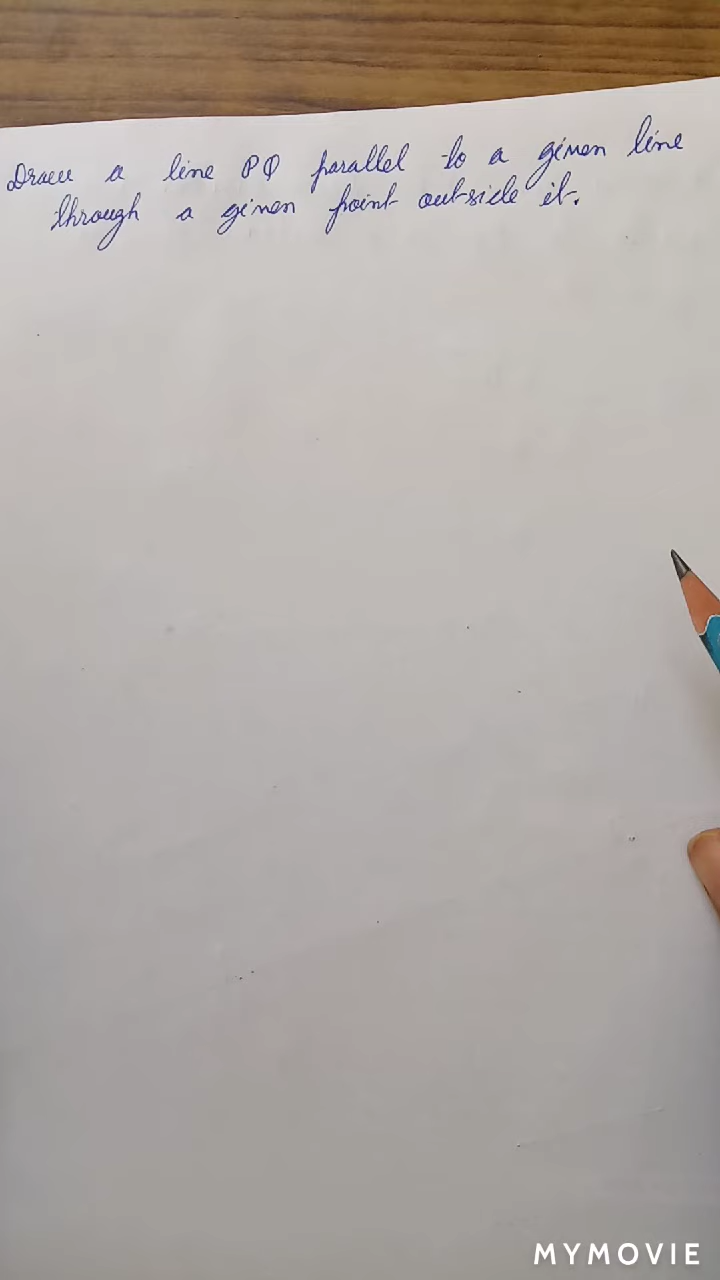 Draw a line PQ parallel to a given line
through a given point outside it.
MYMOVIE